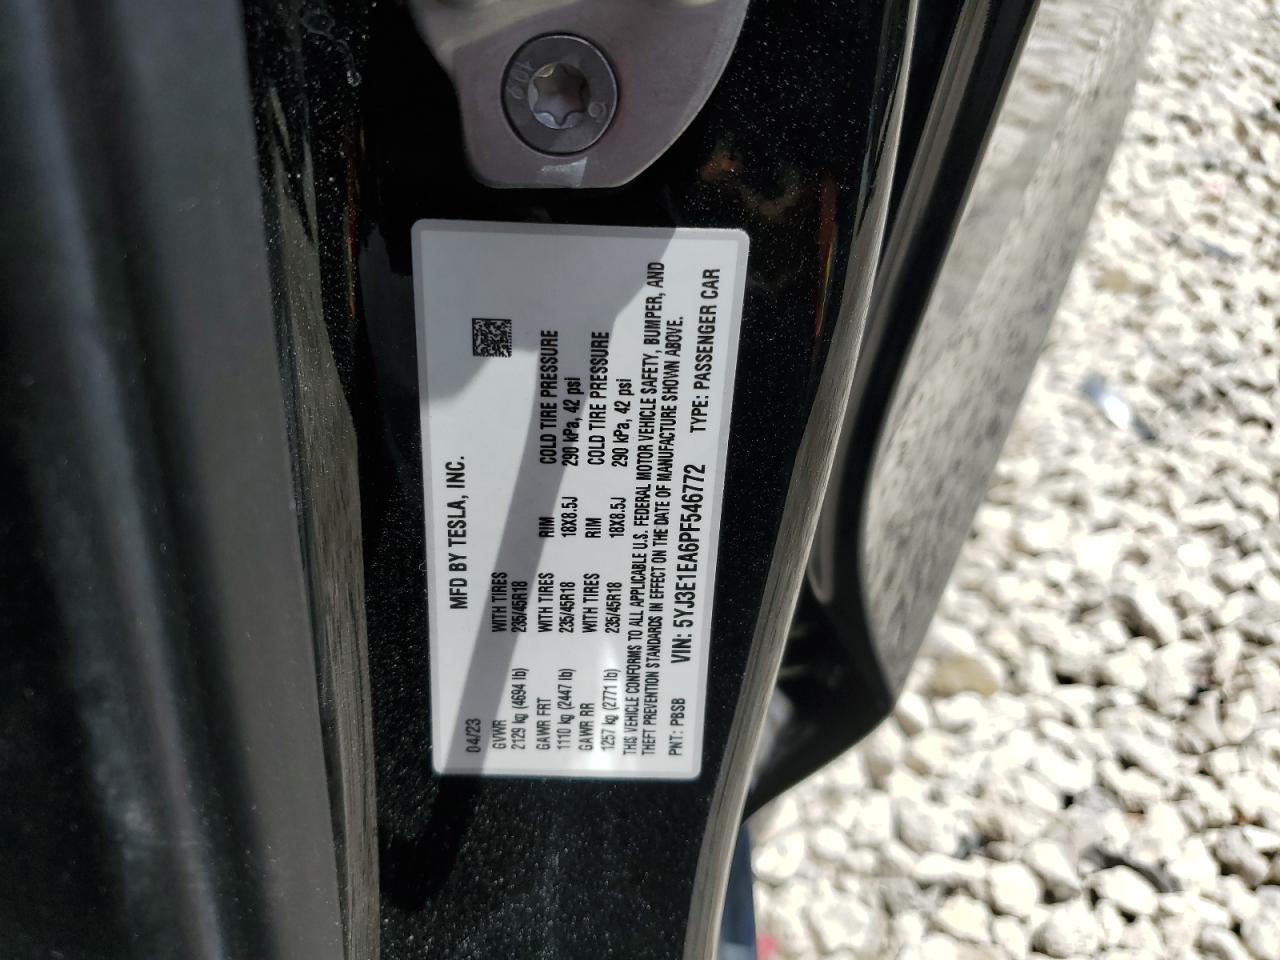 10.9
MFD BY TESLA, INC.
04/23
GVWR WITH TIRES RIM COLD TIRE PRESSURE
2129 kg (4694 lb) 235/45R18 18X8.5J 290 kPa, 42 psi
GAWR FRT WITH TIRES RIM COLD TIRE PRESSURE
1110 kg (2447 lb) 235/45R18 18X8.5J 290 kPa, 42 psi
GAWR RR WITH TIRES
1257 kg (2771 lb) 235/45R18
THIS VEHICLE CONFORMS TO ALL APPLICABLE U.S. FEDERAL MOTOR VEHICLE SAFETY, BUMPER, AND
THEFT PREVENTION STANDARDS IN EFFECT ON THE DATE OF MANUFACTURE SHOWN ABOVE.
PNT: PBSB VIN: 5YJ3E1EA6PF546772 TYPE: PASSENGER CAR